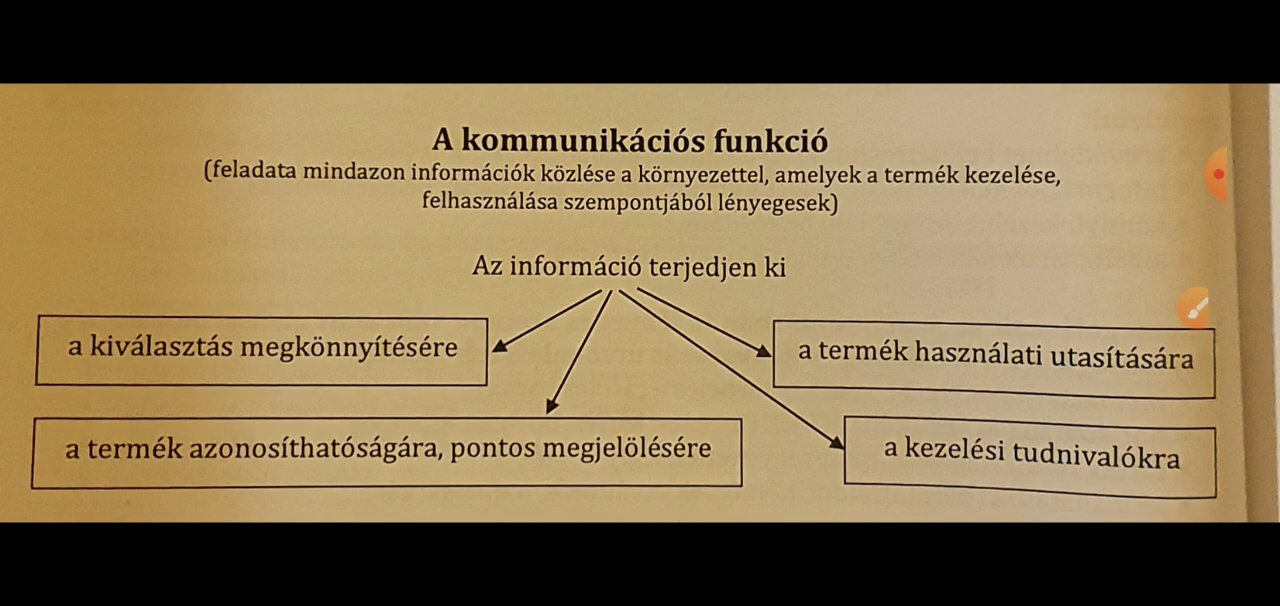 A kommunikációs funkció
(feladata mindazon információk közlése a környezettel, amelyek a termék kezelése,
felhasználása szempontjából lényegesek)
Az információ terjedjen ki
a kiválasztás megkönnyítésére
a termék használati utasítására
a termék azonosíthatóságára, pontos megjelölésére
a kezelési tudnivalókra